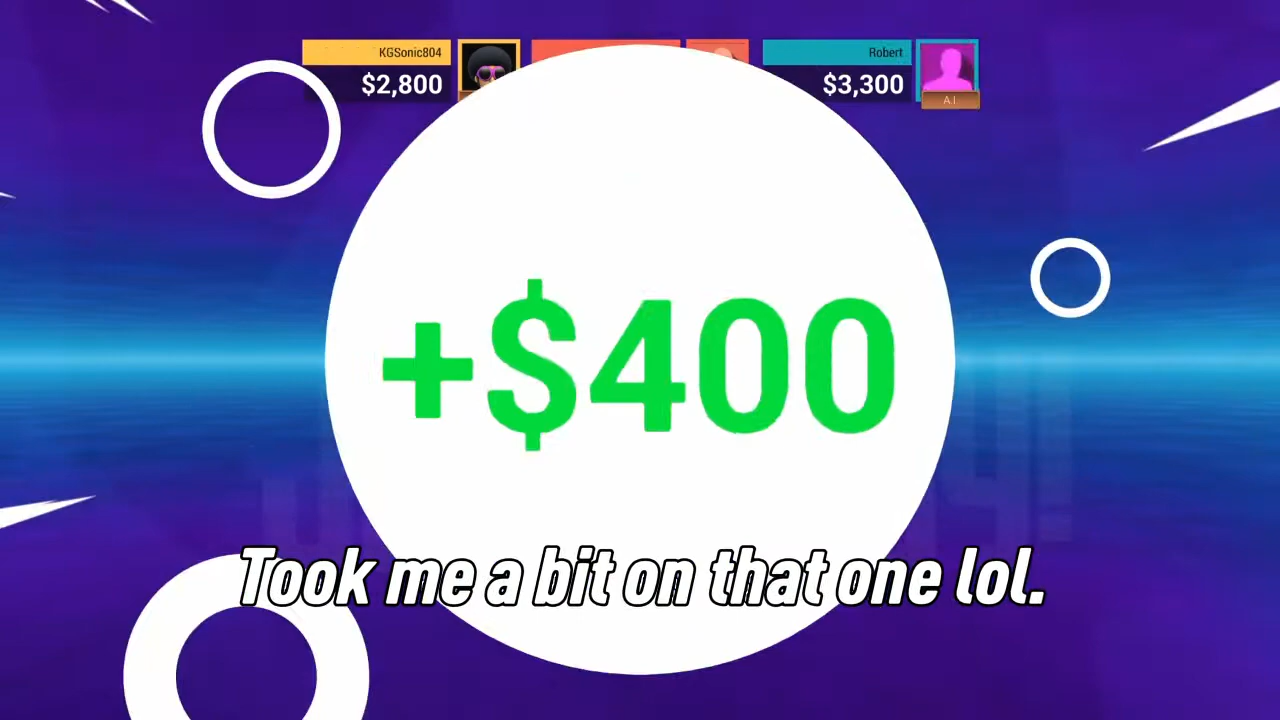 KGSonic804
$2,800
Robert
$3,300
A.I
+$400
Took me a bit on that one lol.